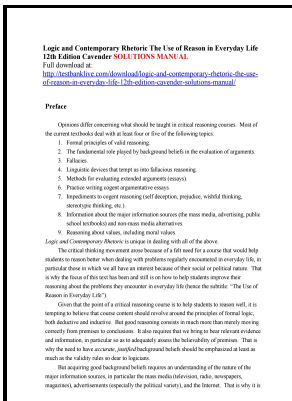 Logic and Contemporary Rhetoric The Use of Reason in Everyday Life
12th Edition Cavender SOLUTIONS MANUAL
Full download at:
http://testbanklive.com/download/logic-and-contemporary-rhetoric-the-use-
of-reason-in-everyday-life-12th-edition-cavender-solutions-manual/
Preface
Opinions differ concerning what should be taught in critical reasoning courses. Most of
the current textbooks deal with at least four or five of the following topics:
1. Formal principles of valid reasoning.
2. The fundamental role played by background beliefs in the evaluation of arguments.
3. Fallacies.
4. Linguistic devices that tempt us into fallacious reasoning.
5. Methods for evaluating extended arguments (essays).
6. Practice writing cogent argumentative essays.
7. Impediments to cogent reasoning (self deception, prejudice, wishful thinking,
stereotypic thinking, etc.).
8. Information about the major information sources (the mass media, advertising, public
school textbooks) and non-mass media alternatives.
9. Reasoning about values, including moral values.
Logic and Contemporary Rhetoric is unique in dealing with all of the above.
The critical thinking movement arose because of a felt need for a course that would help
students to reason better when dealing with problems regularly encountered in everyday life, in
particular those in which we all have an interest because of their social or political nature. That
is why the focus of this text has been and still is on how to help students improve their
reasoning about the problems they encounter in everyday life (hence the subtitle: "The Use of
Reason in Everyday Life").
Given that the point of a critical reasoning course is to help students to reason well, it is
tempting to believe that course content should revolve around the principles of formal logic,
both deductive and inductive. But good reasoning consists in much more than merely moving
correctly from premises to conclusions. It also requires that we bring to bear relevant evidence
and information, in particular so as to adequately assess the believability of premises. That is
why the need to have accurate, justified background beliefs should be emphasized at least as
much as the validity rules so dear to logicians.
But acquiring good background beliefs requires an understanding of the nature of the
major information sources, in particular the mass media (television, radio, newspapers,
magazines), advertisements (especially the political variety), and the Internet. That is why it is